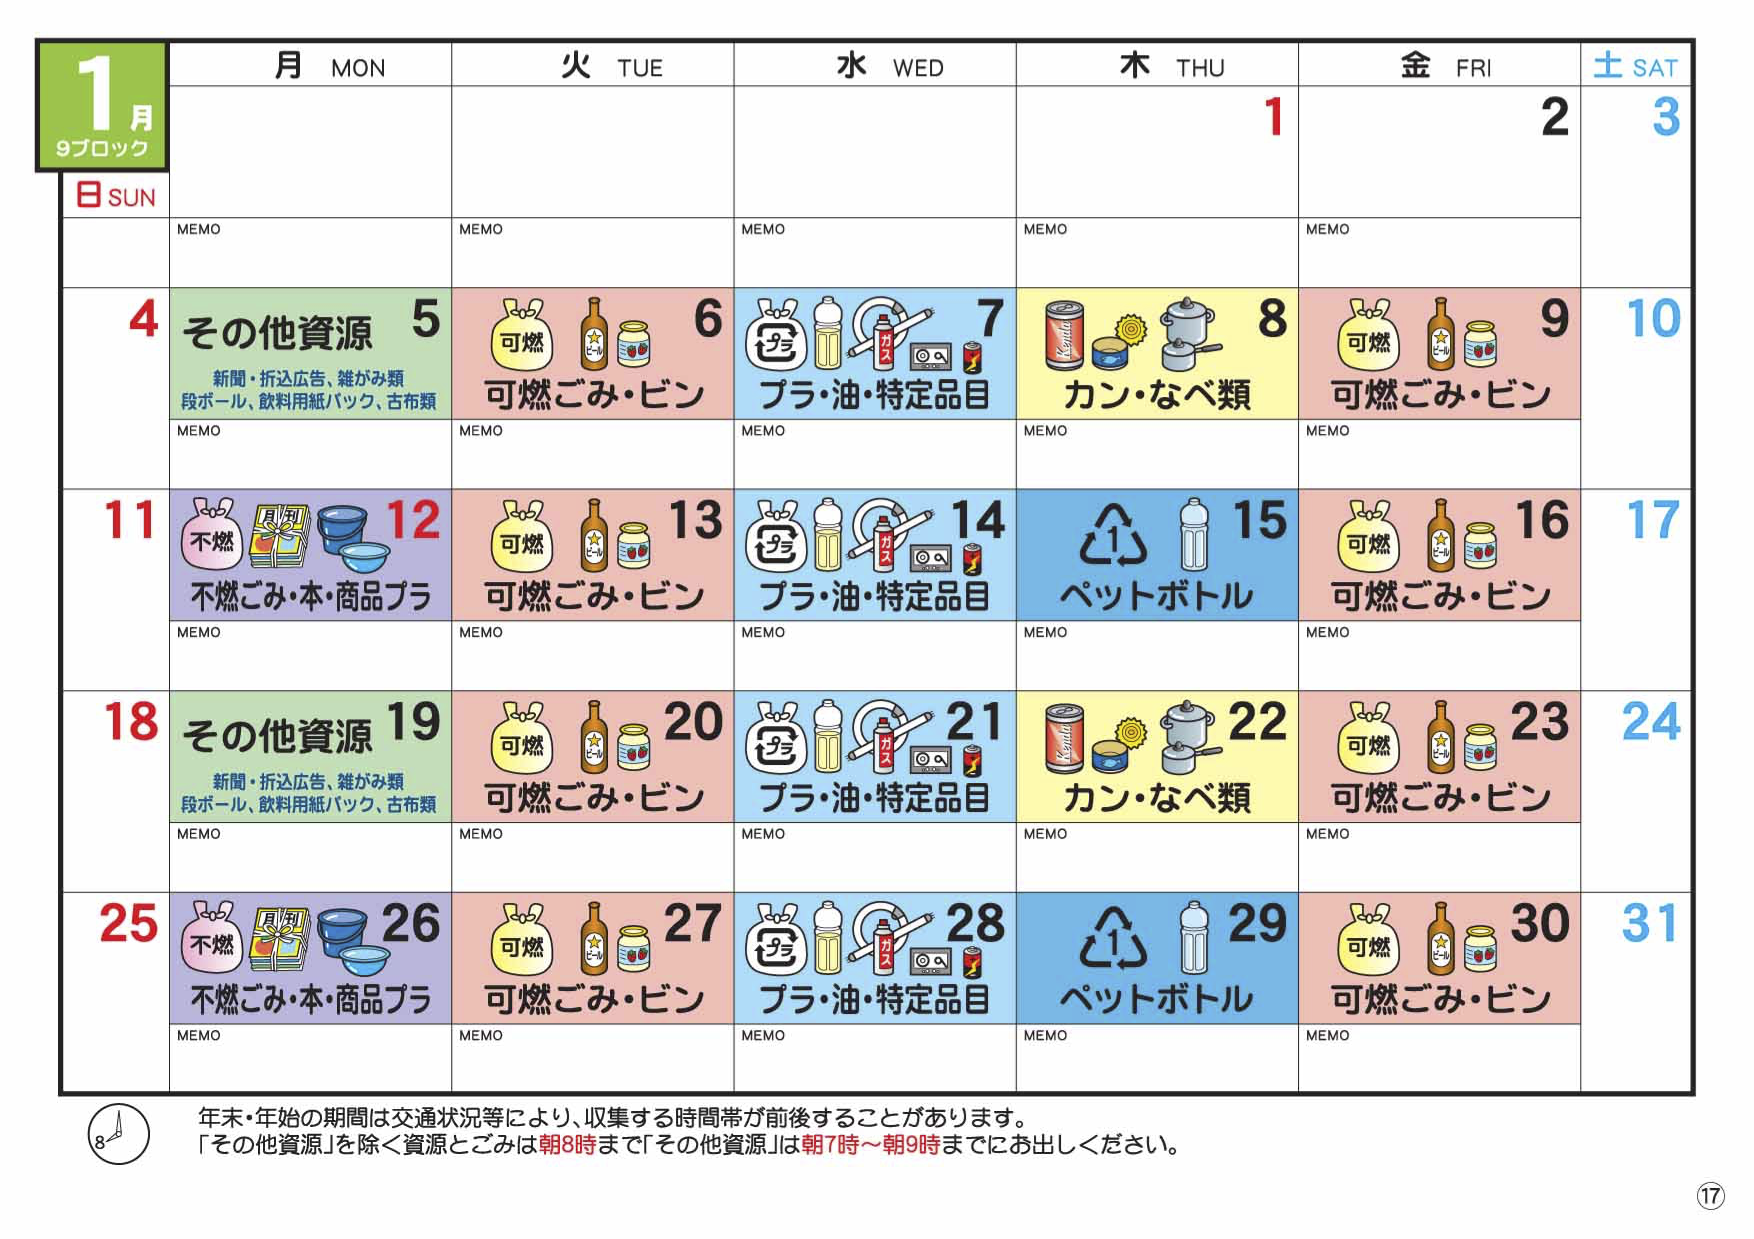 1月
9ブロック
日 SUN
月 MON
火 TUE
水 WED
木 THU
金 FRI
土 SAT
1
2
3
MEMO
MEMO
MEMO
MEMO
MEMO
4
その他資源 5
新聞・折込広告、雑がみ類
段ボール、飲料用紙パック、古布類
可燃 ビール 6
可燃ごみ・ビン
プラ ガス 7
プラ・油・特定品目
8
カン・なべ類
可燃 ビール 9
可燃ごみ・ビン
10
MEMO
MEMO
MEMO
MEMO
MEMO
11
不燃 月刊 12
不燃ごみ・本・商品プラ
可燃 ビール 13
可燃ごみ・ビン
プラ ガス 14
プラ・油・特定品目
1 15
ペットボトル
可燃 ビール 16
可燃ごみ・ビン
17
MEMO
MEMO
MEMO
MEMO
MEMO
18
その他資源 19
新聞・折込広告、雑がみ類
段ボール、飲料用紙パック、古布類
可燃 ビール 20
可燃ごみ・ビン
プラ ガス 21
プラ・油・特定品目
22
カン・なべ類
可燃 ビール 23
可燃ごみ・ビン
24
MEMO
MEMO
MEMO
MEMO
MEMO
25
不燃 月刊 26
不燃ごみ・本・商品プラ
可燃 ビール 27
可燃ごみ・ビン
プラ ガス 28
プラ・油・特定品目
1 29
ペットボトル
可燃 ビール 30
可燃ごみ・ビン
31
MEMO
MEMO
MEMO
MEMO
MEMO
8
年末・年始の期間は交通状況等により、収集する時間帯が前後することがあります。
「その他資源」を除く資源とごみは朝8時まで「その他資源」は朝7時～朝9時までにお出しください。
⑰